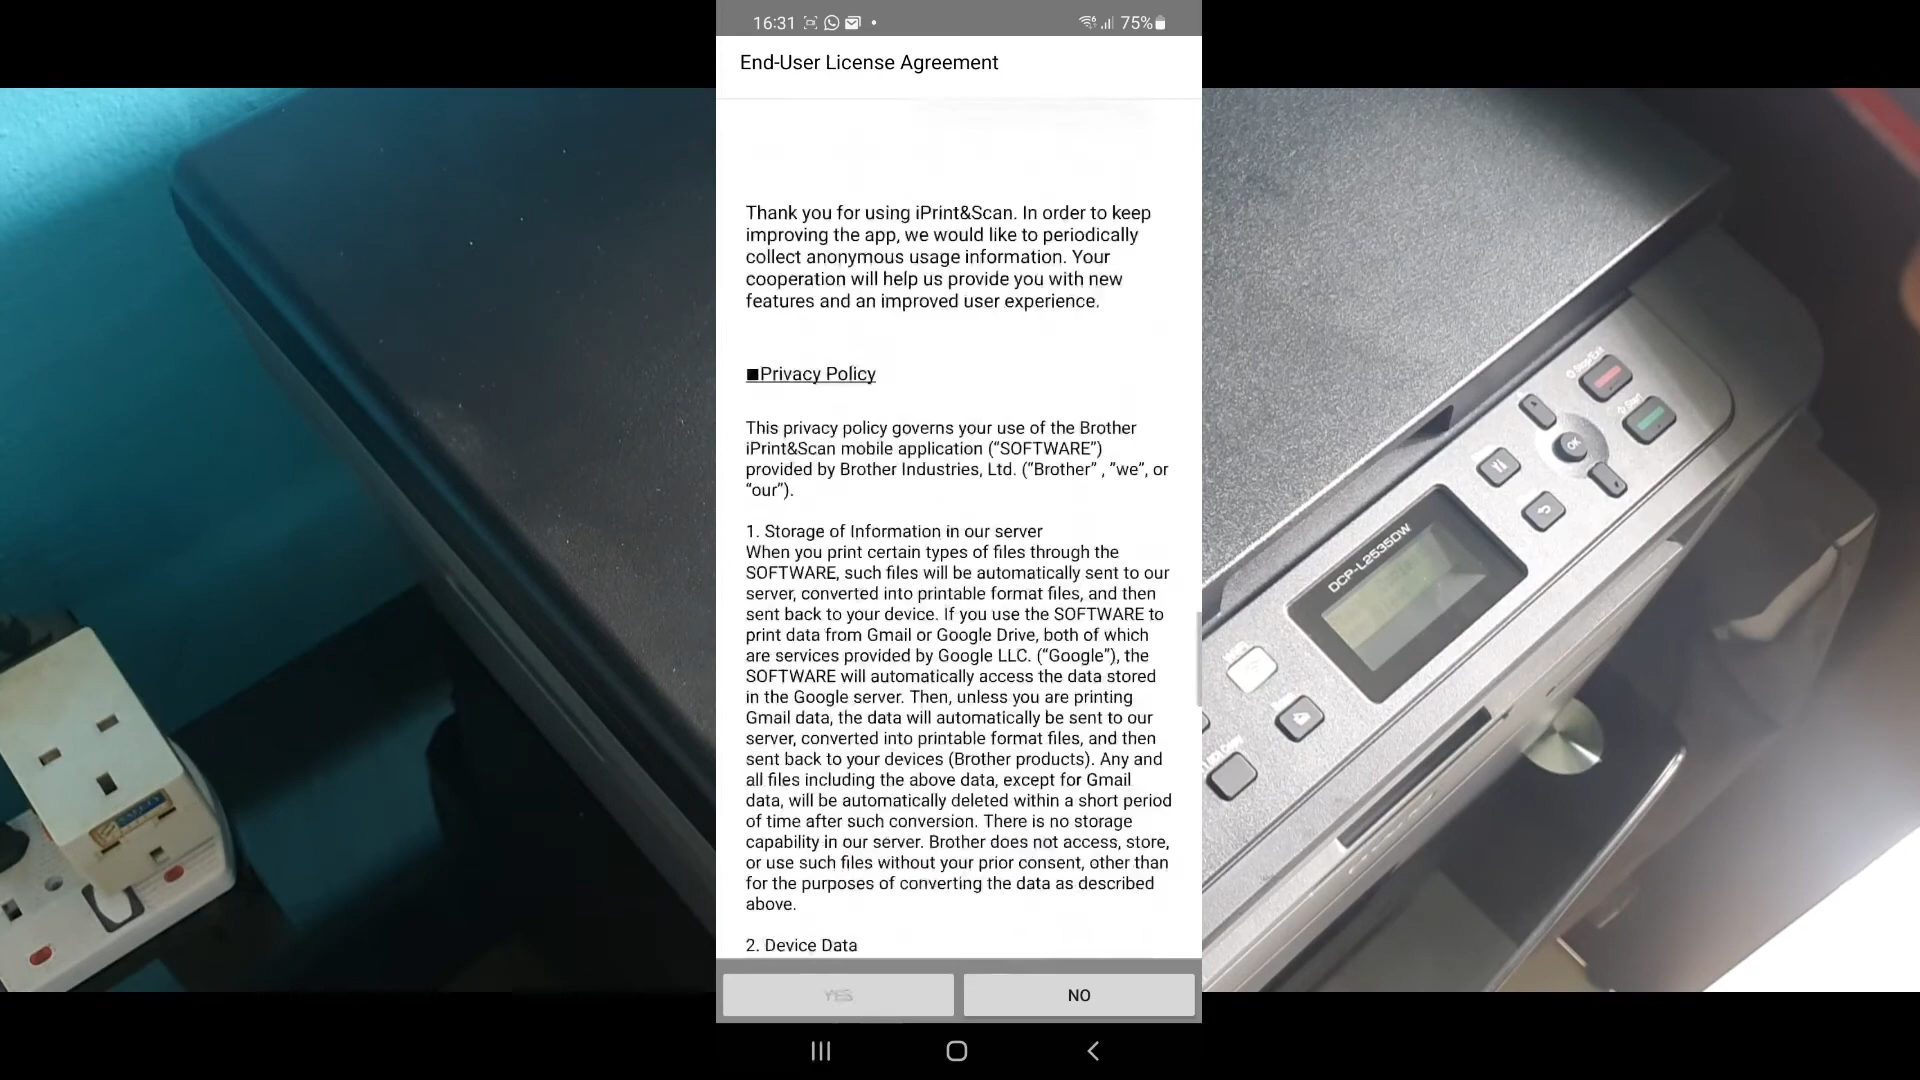 16:31
75%
End-User License Agreement
Thank you for using iPrint&Scan. In order to keep
improving the app, we would like to periodically
collect anonymous usage information. Your
cooperation will help us provide you with new
features and an improved user experience.
■Privacy Policy
This privacy policy governs your use of the Brother
iPrint&Scan mobile application (“SOFTWARE”)
provided by Brother Industries, Ltd. (“Brother” , ”we”, or
“our”).
1. Storage of Information in our server
When you print certain types of files through the
SOFTWARE, such files will be automatically sent to our
server, converted into printable format files, and then
sent back to your device. If you use the SOFTWARE to
print data from Gmail or Google Drive, both of which
are services provided by Google LLC. (“Google”), the
SOFTWARE will automatically access the data stored
in the Google server. Then, unless you are printing
Gmail data, the data will automatically be sent to our
server, converted into printable format files, and then
sent back to your devices (Brother products). Any and
all files including the above data, except for Gmail
data, will be automatically deleted within a short period
of time after such conversion. There is no storage
capability in our server. Brother does not access, store,
or use such files without your prior consent, other than
for the purposes of converting the data as described
above.
2. Device Data
YES
NO
Stop/Exit
Start
OK
DCP-L2535DW
Copy